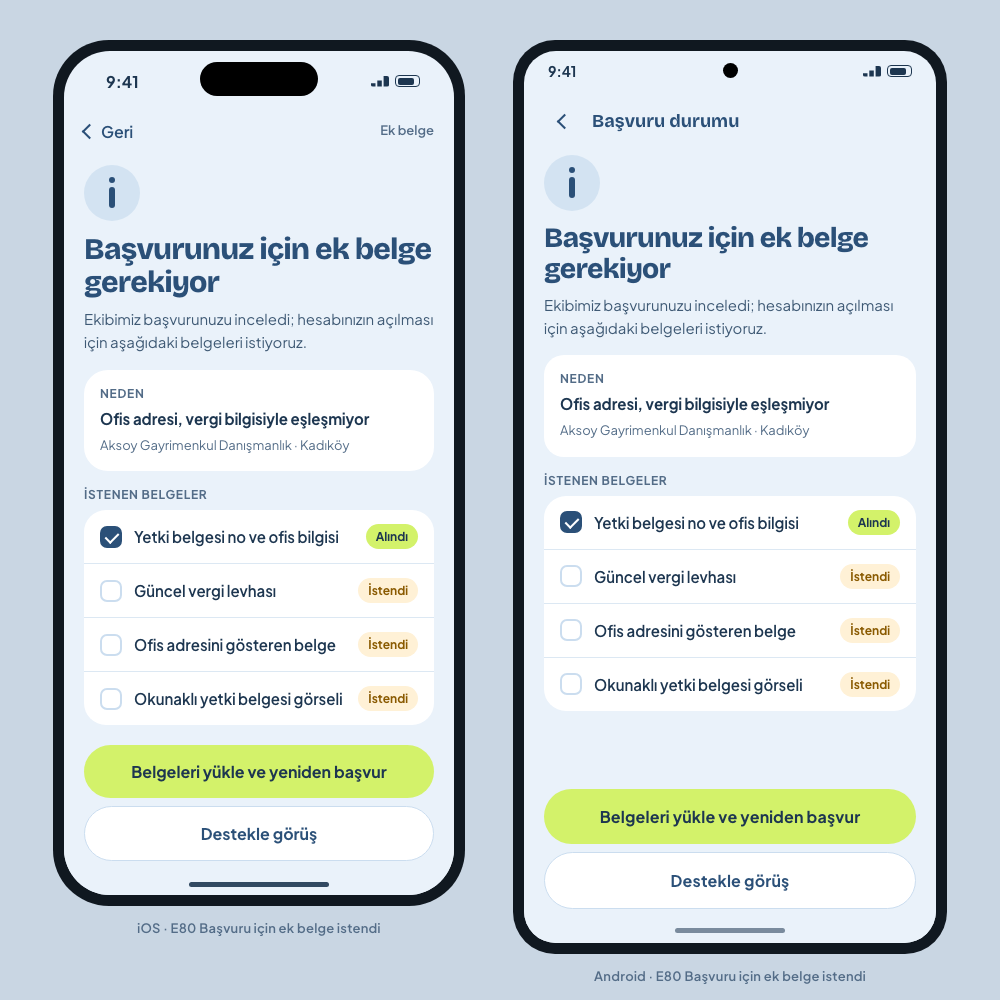 9:41
Geri
Ek belge
Başvurunuz için ek belge
gerekiyor
Ekibimiz başvurunuzu inceledi; hesabınızın açılması
için aşağıdaki belgeleri istiyoruz.
NEDEN
Ofis adresi, vergi bilgisiyle eşleşmiyor
Aksoy Gayrimenkul Danışmanlık · Kadıköy
İSTENEN BELGELER
Yetki belgesi no ve ofis bilgisi
Alındı
Güncel vergi levhası
İstendi
Ofis adresini gösteren belge
İstendi
Okunaklı yetki belgesi görseli
İstendi
Belgeleri yükle ve yeniden başvur
Destekle görüş
iOS · E80 Başvuru için ek belge istendi
9:41
Başvuru durumu
Başvurunuz için ek belge
gerekiyor
Ekibimiz başvurunuzu inceledi; hesabınızın açılması
için aşağıdaki belgeleri istiyoruz.
NEDEN
Ofis adresi, vergi bilgisiyle eşleşmiyor
Aksoy Gayrimenkul Danışmanlık · Kadıköy
İSTENEN BELGELER
Yetki belgesi no ve ofis bilgisi
Alındı
Güncel vergi levhası
İstendi
Ofis adresini gösteren belge
İstendi
Okunaklı yetki belgesi görseli
İstendi
Belgeleri yükle ve yeniden başvur
Destekle görüş
Android · E80 Başvuru için ek belge istendi